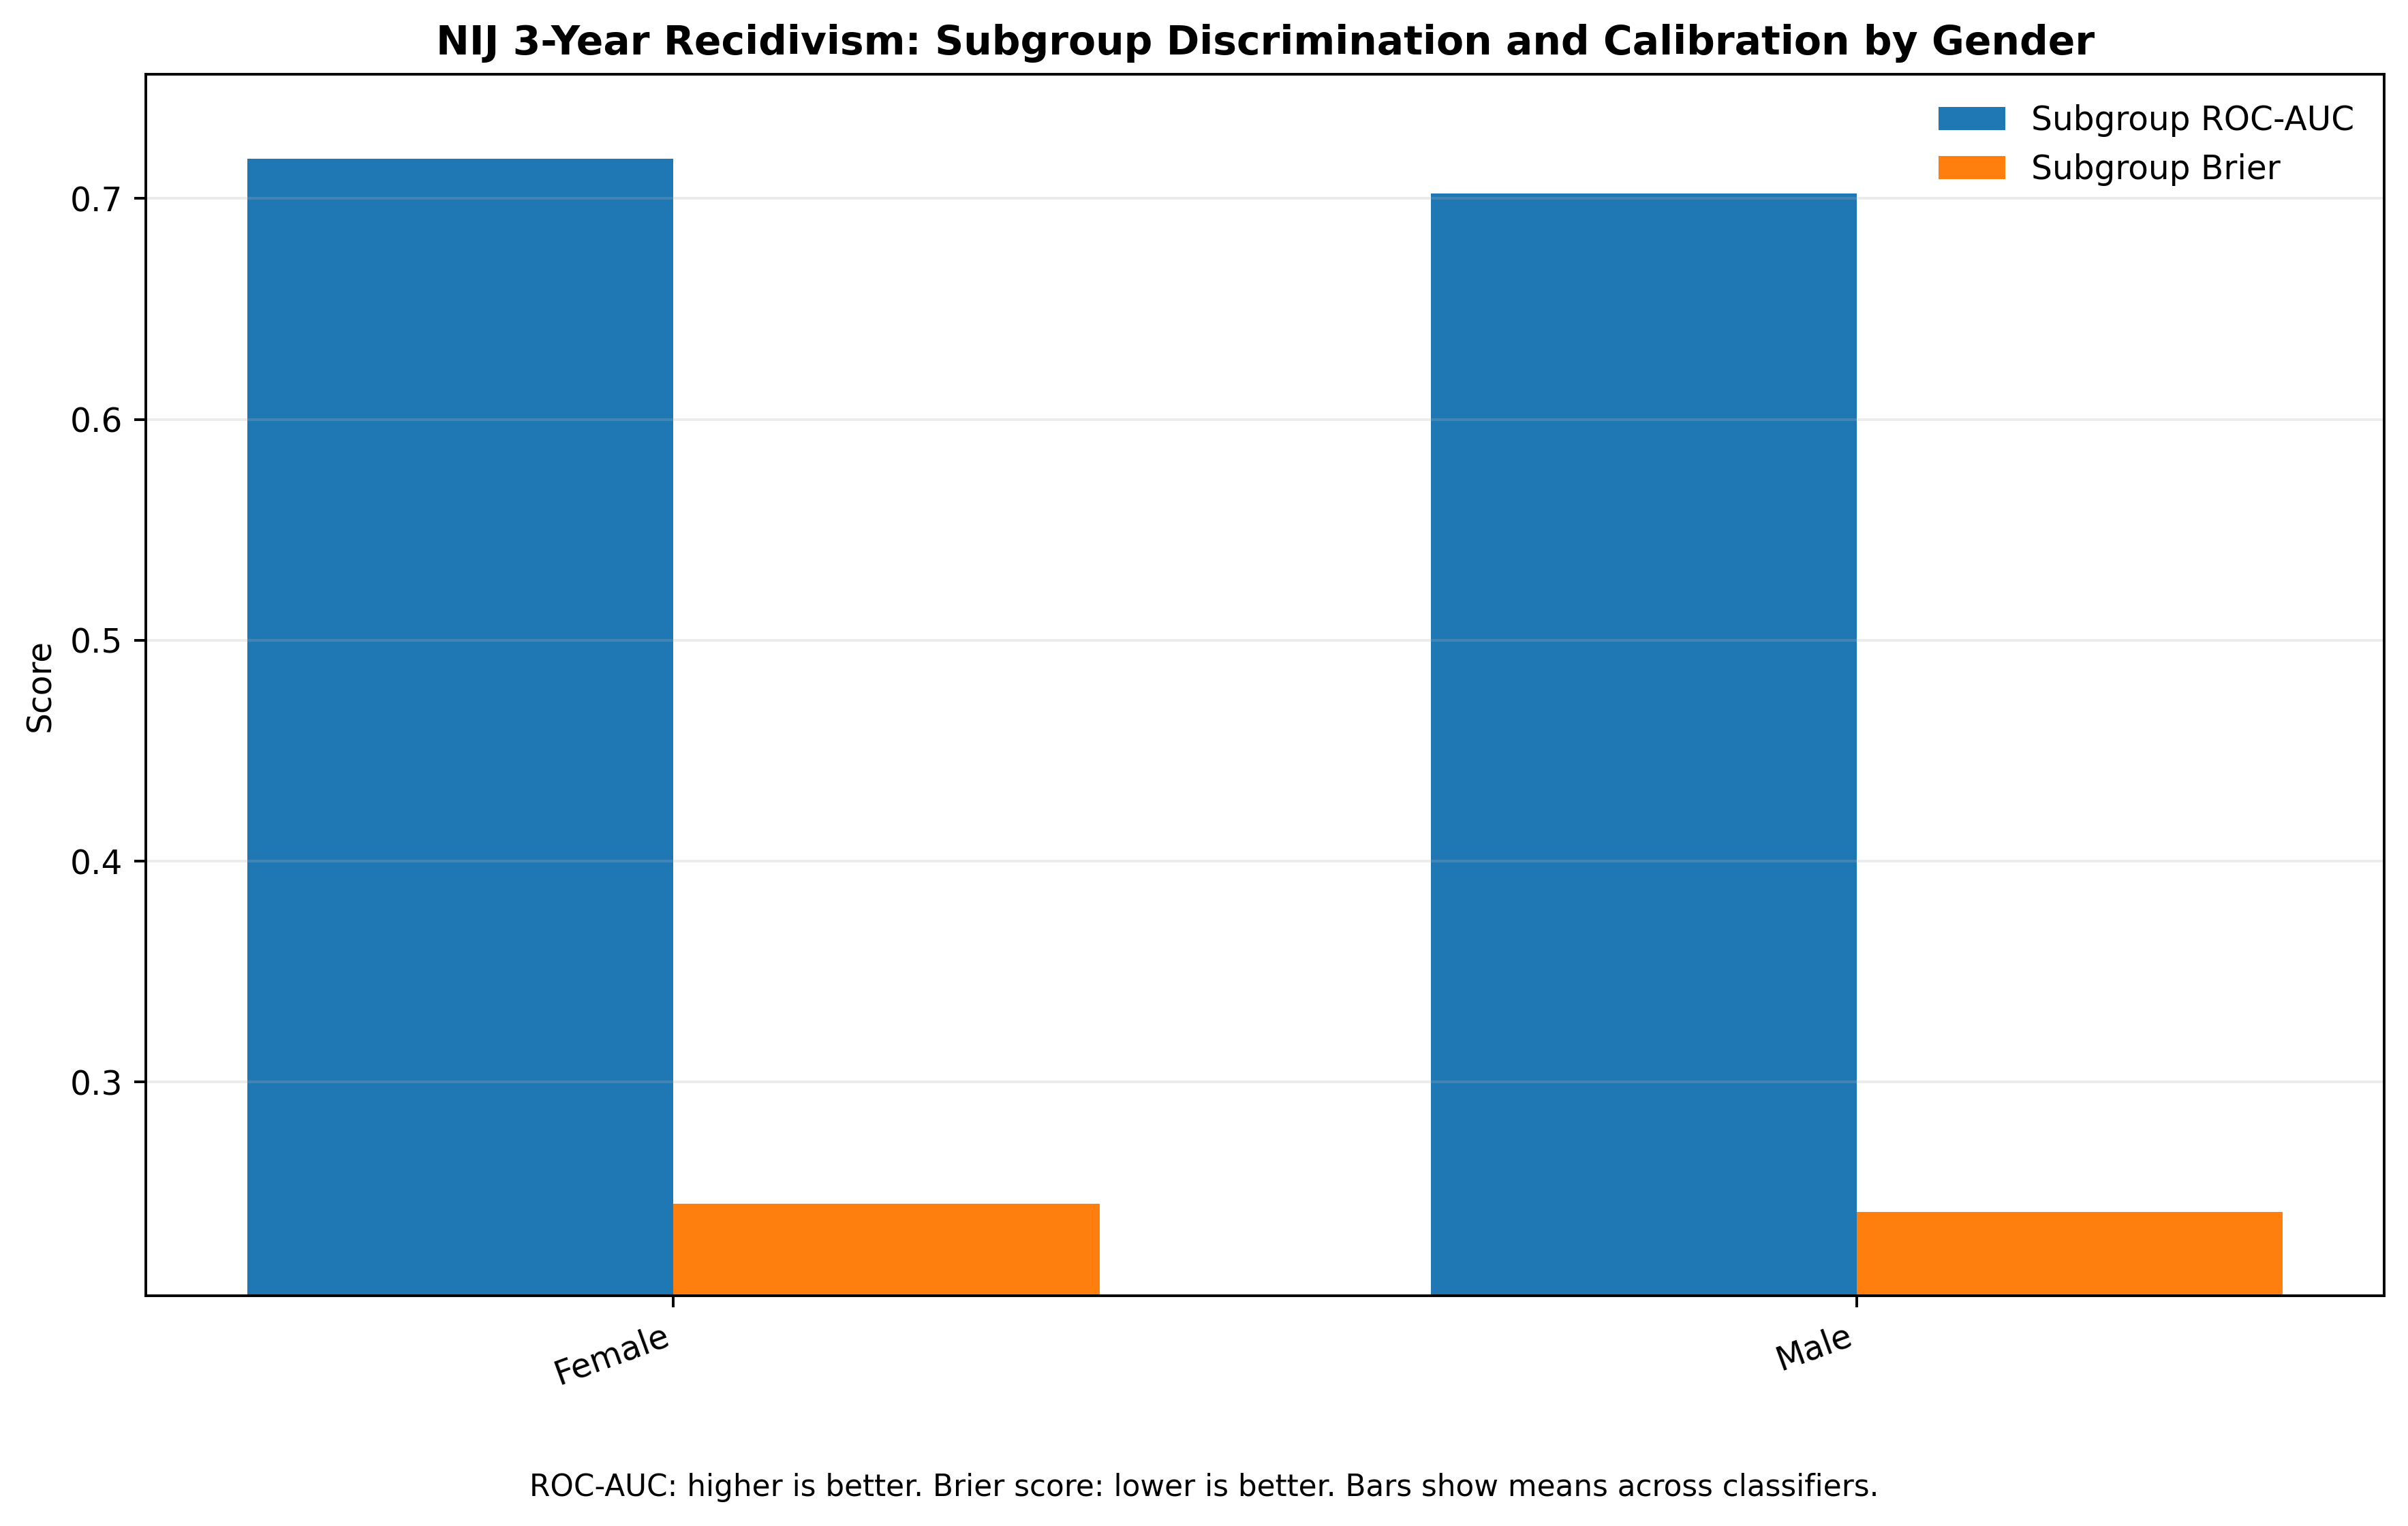 NIJ 3-Year Recidivism: Subgroup Discrimination and Calibration by Gender
Subgroup ROC-AUC
Subgroup Brier
0.7
0.6
0.5
0.4
0.3
Score
Female
Male
ROC-AUC: higher is better. Brier score: lower is better. Bars show means across classifiers.